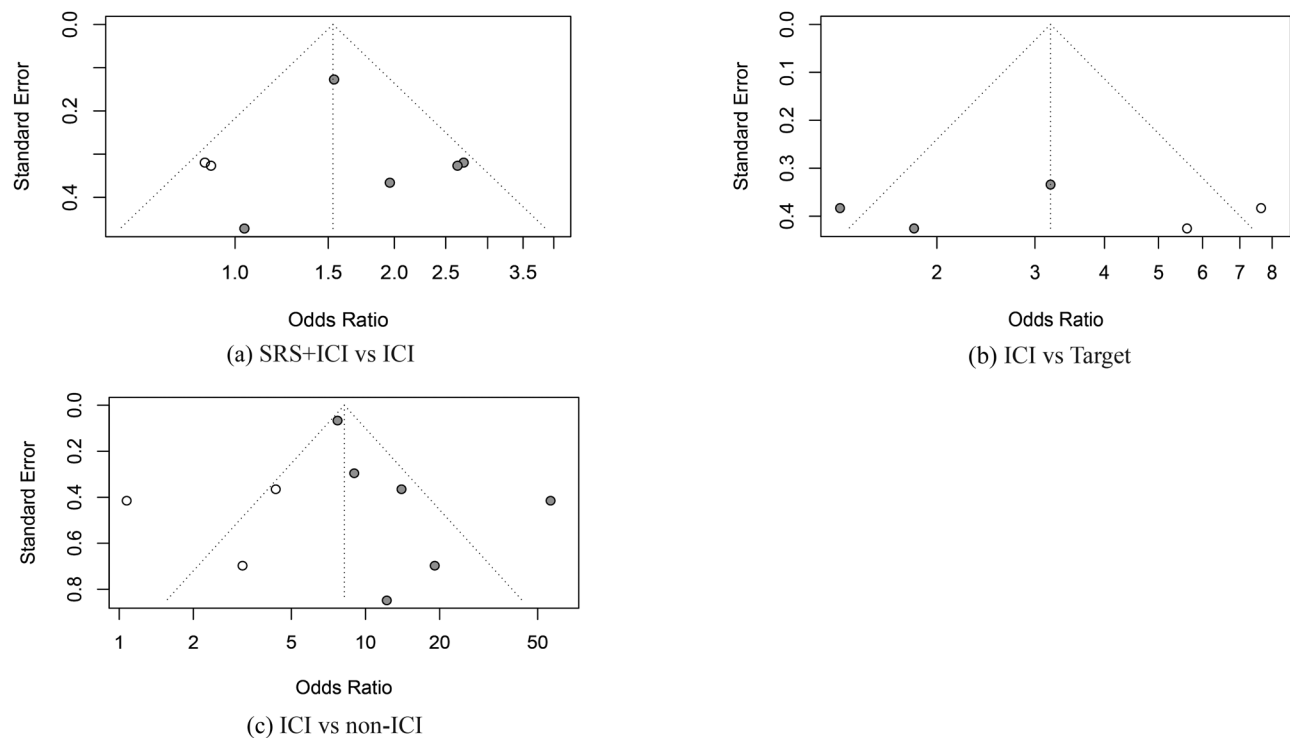 Standard Error
0.0
0.2
0.4
1.0 1.5 2.0 2.5 3.5
Odds Ratio
(a) SRS+ICI vs ICI
Standard Error
0.0
0.1
0.2
0.3
0.4
2 3 4 5 6 7 8
Odds Ratio
(b) ICI vs Target
Standard Error
0.0
0.2
0.4
0.6
0.8
1 2 5 10 20 50
Odds Ratio
(c) ICI vs non-ICI